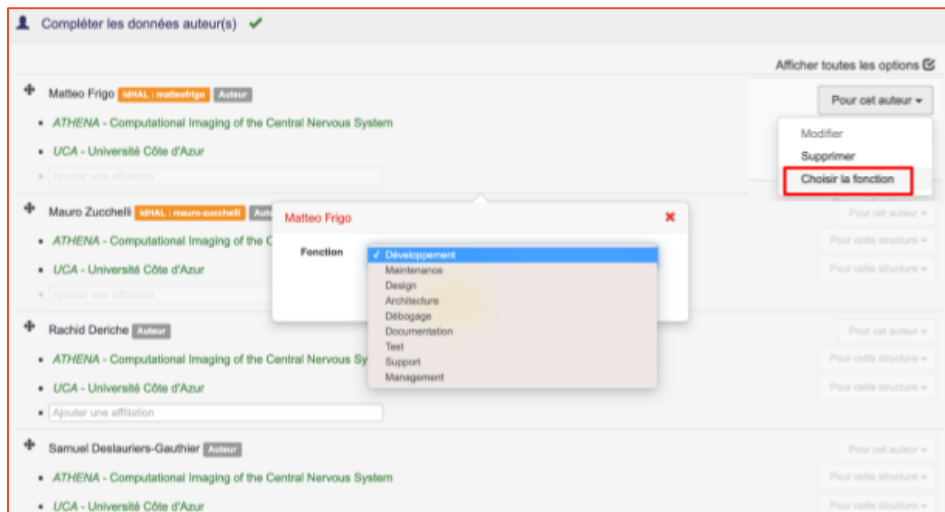 Compléter les données auteur(s)
Afficher toutes les options
Matteo Frigo IdHAL : matteofrigo Auteur
Pour cet auteur
ATHENA - Computational Imaging of the Central Nervous System
Modifier
UCA - Université Côte d'Azur
Supprimer
Ajouter une affiliation
Choisir la fonction
Mauro Zucchelli IdHAL : mauro-zucchelli
Pour cet auteur
Matteo Frigo
ATHENA - Computational Imaging of the
Pour cette structure
Fonction
Développement
UCA - Université Côte d'Azur
Pour cette structure
Maintenance
Design
Ajouter une affiliation
Architecture
Débogage
Rachid Deriche Auteur
Documentation
Pour cet auteur
Test
ATHENA - Computational Imaging of the Central Nervous Sy
Support
Pour cette structure
Management
UCA - Université Côte d'Azur
Pour cette structure
Ajouter une affiliation
Samuel Deslauriers-Gauthier Auteur
Pour cet auteur
ATHENA - Computational Imaging of the Central Nervous System
Pour cette structure
UCA - Université Côte d'Azur
Pour cette structure